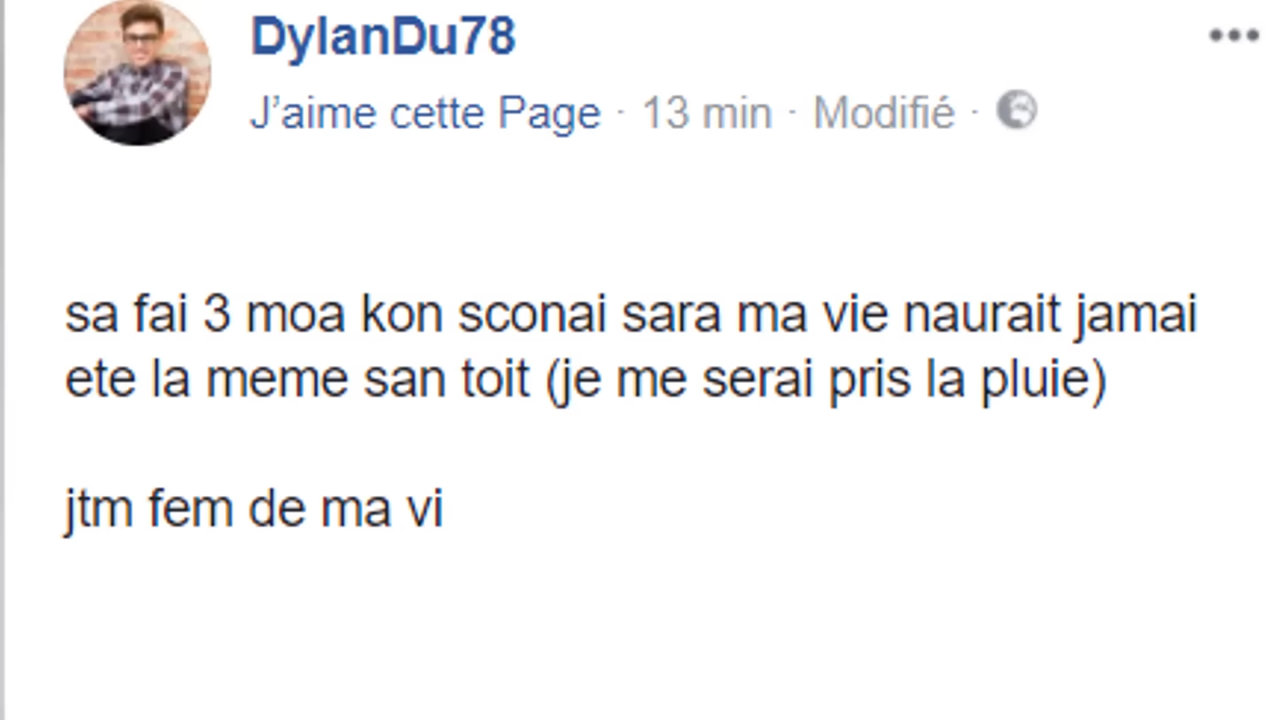 DylanDu78
J’aime cette Page · 13 min · Modifié ·
sa fai 3 moa kon sconai sara ma vie naurait jamai
ete la meme san toit (je me serai pris la pluie)
jtm fem de ma vi